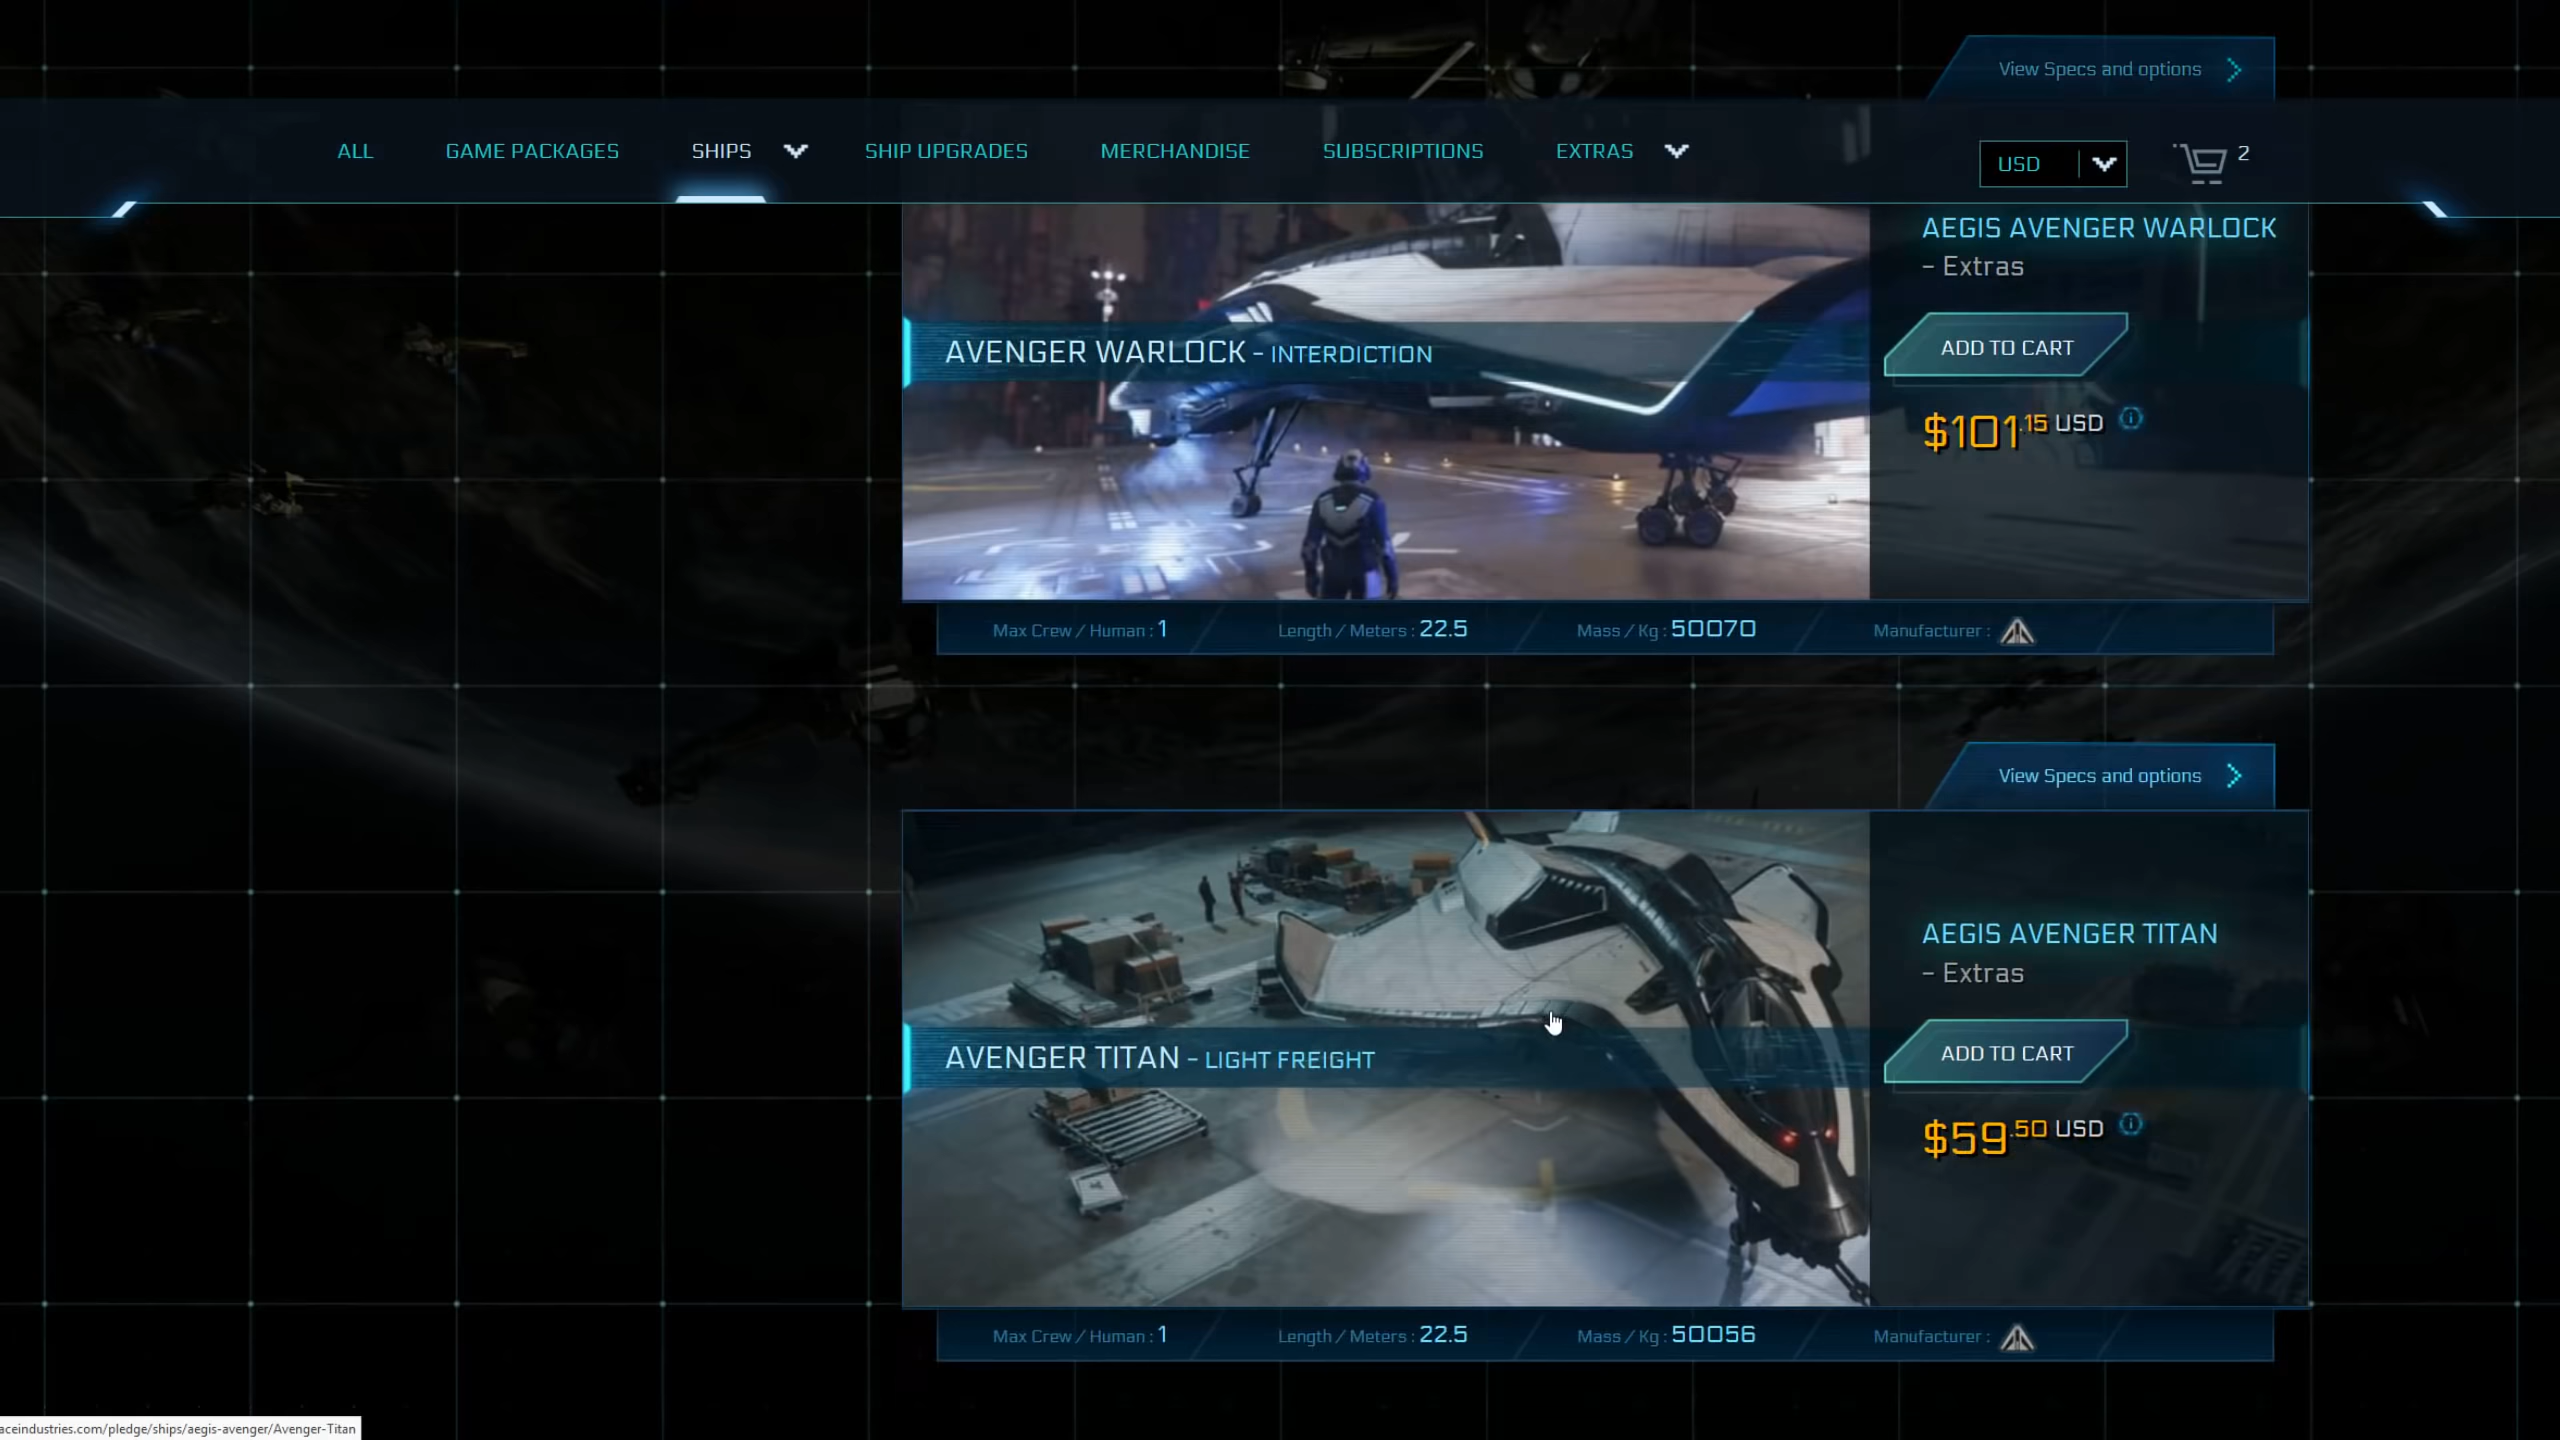 View Specs and options
ALL GAME PACKAGES SHIPS SHIP UPGRADES MERCHANDISE SUBSCRIPTIONS EXTRAS USD 2
AEGIS AVENGER WARLOCK
- Extras
AVENGER WARLOCK - INTERDICTION
ADD TO CART
$101.15 USD
Max Crew / Human : 1 Length / Meters : 22.5 Mass / Kg : 50070 Manufacturer :
View Specs and options
AEGIS AVENGER TITAN
- Extras
AVENGER TITAN - LIGHT FREIGHT
ADD TO CART
$59.50 USD
Max Crew / Human : 1 Length / Meters : 22.5 Mass / Kg : 50056 Manufacturer :
aceindustries.com/pledge/ships/aegis-avenger/Avenger-Titan